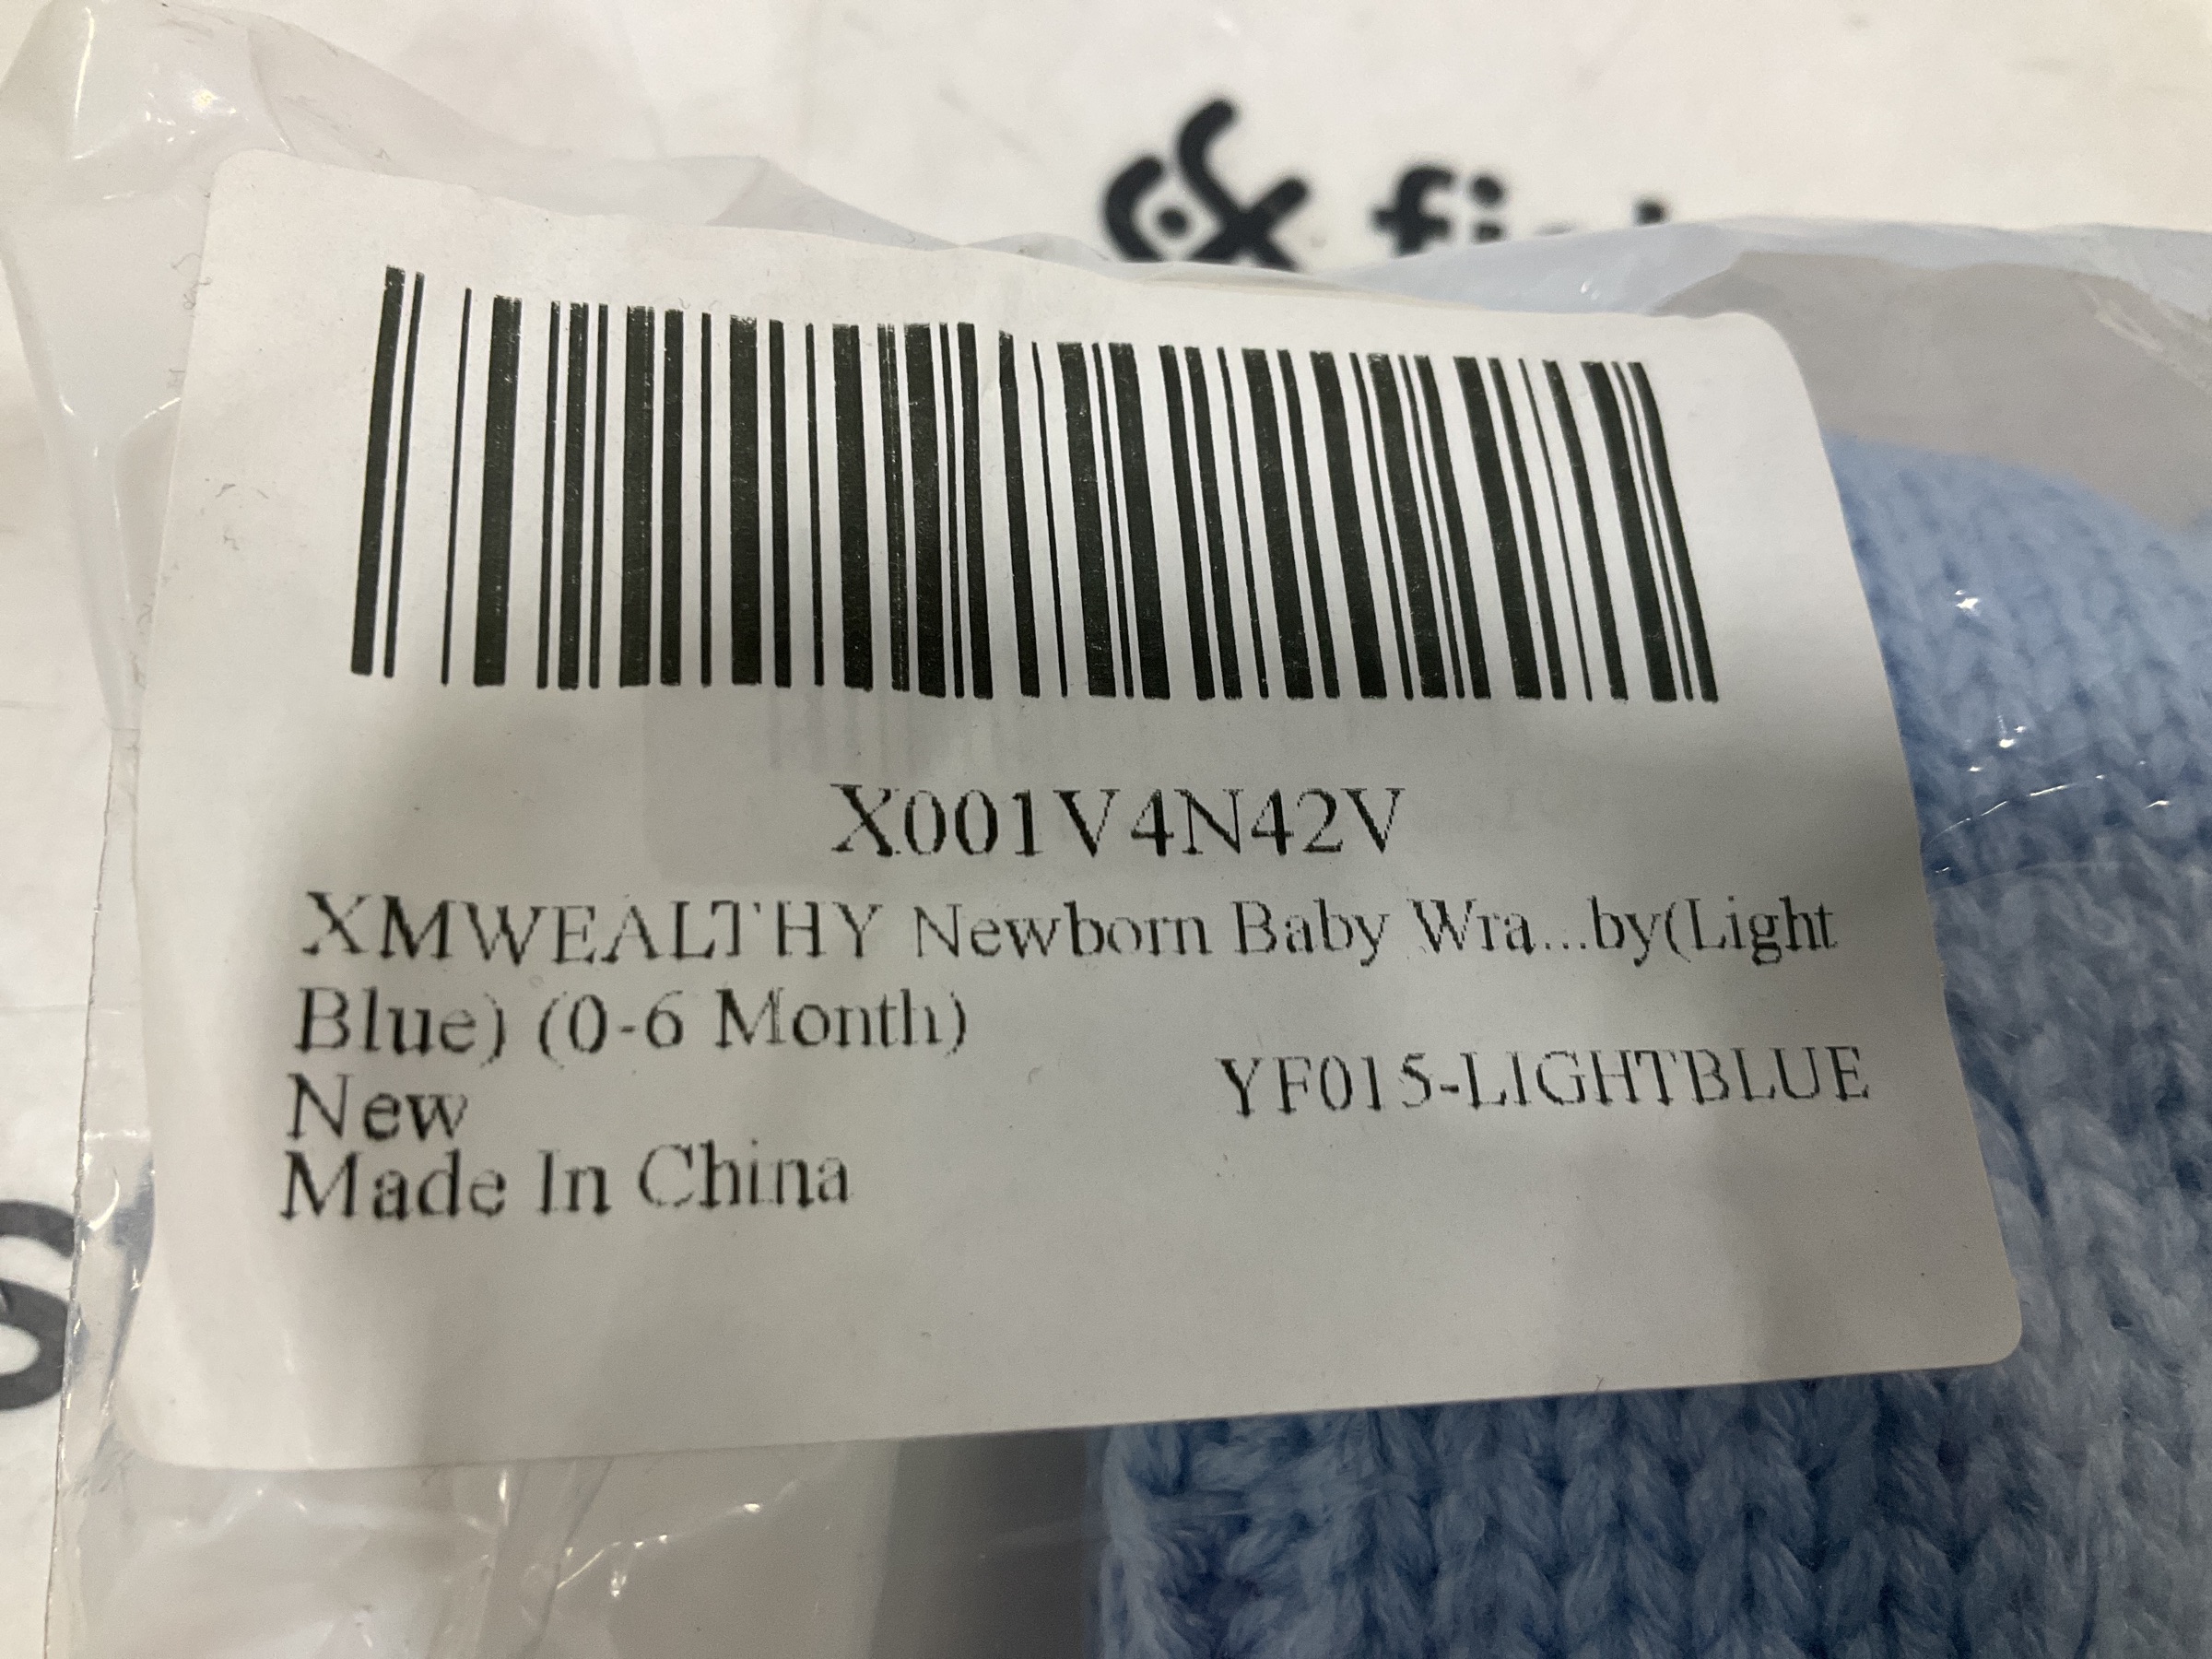 X001V4N42V
XMWEALTHY Newborn Baby Wra...by(Light
Blue) (0-6 Month)
New
YF015-LIGHTBLUE
Made In China